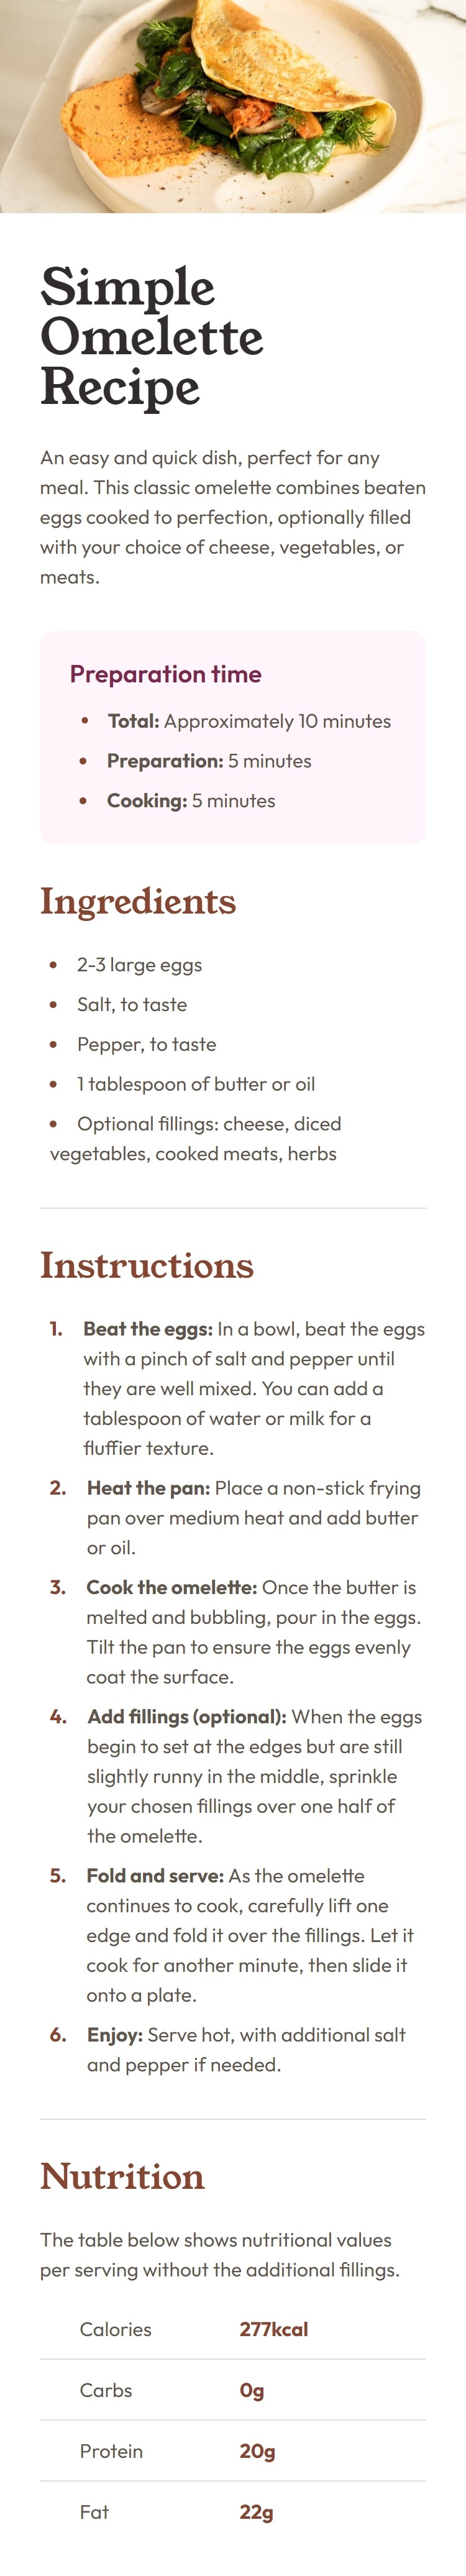 Simple
Omelette
Recipe
An easy and quick dish, perfect for any
meal. This classic omelette combines beaten
eggs cooked to perfection, optionally filled
with your choice of cheese, vegetables, or
meats.
Preparation time
• Total: Approximately 10 minutes
• Preparation: 5 minutes
• Cooking: 5 minutes
Ingredients
• 2-3 large eggs
• Salt, to taste
• Pepper, to taste
• 1 tablespoon of butter or oil
• Optional fillings: cheese, diced
vegetables, cooked meats, herbs
Instructions
1. Beat the eggs: In a bowl, beat the eggs
with a pinch of salt and pepper until
they are well mixed. You can add a
tablespoon of water or milk for a
fluffier texture.
2. Heat the pan: Place a non-stick frying
pan over medium heat and add butter
or oil.
3. Cook the omelette: Once the butter is
melted and bubbling, pour in the eggs.
Tilt the pan to ensure the eggs evenly
coat the surface.
4. Add fillings (optional): When the eggs
begin to set at the edges but are still
slightly runny in the middle, sprinkle
your chosen fillings over one half of
the omelette.
5. Fold and serve: As the omelette
continues to cook, carefully lift one
edge and fold it over the fillings. Let it
cook for another minute, then slide it
onto a plate.
6. Enjoy: Serve hot, with additional salt
and pepper if needed.
Nutrition
The table below shows nutritional values
per serving without the additional fillings.
Calories 277kcal
Carbs 0g
Protein 20g
Fat 22g